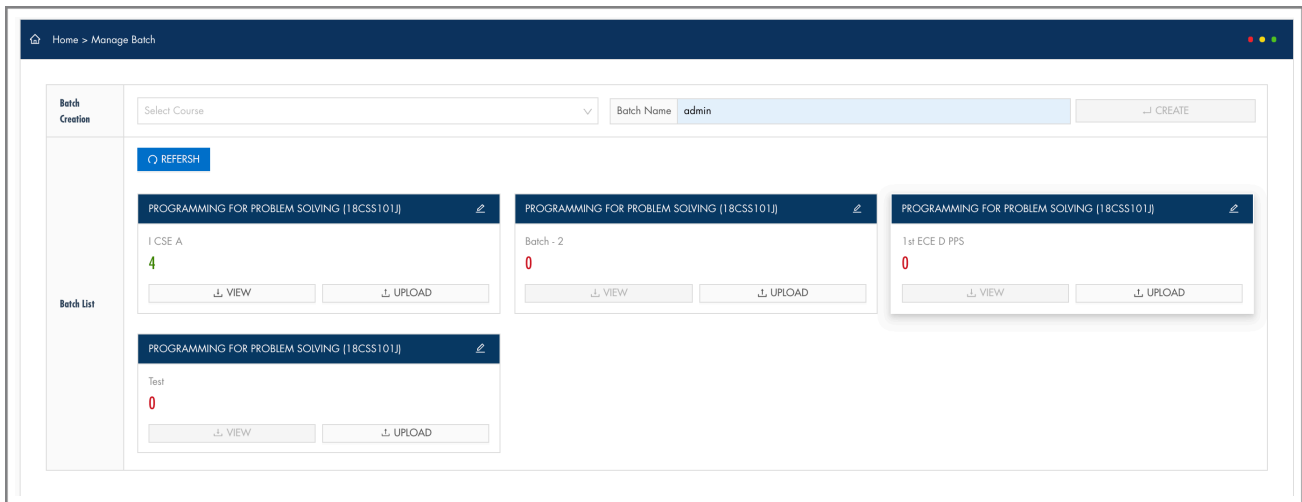 Home > Manage Batch
Batch Creation
Select Course
Batch Name admin
CREATE
Batch List
REFERSH
PROGRAMMING FOR PROBLEM SOLVING (18CSS101J)
I CSE A
4
VIEW UPLOAD
PROGRAMMING FOR PROBLEM SOLVING (18CSS101J)
Batch - 2
0
VIEW UPLOAD
PROGRAMMING FOR PROBLEM SOLVING (18CSS101J)
1st ECE D PPS
0
VIEW UPLOAD
PROGRAMMING FOR PROBLEM SOLVING (18CSS101J)
Test
0
VIEW UPLOAD